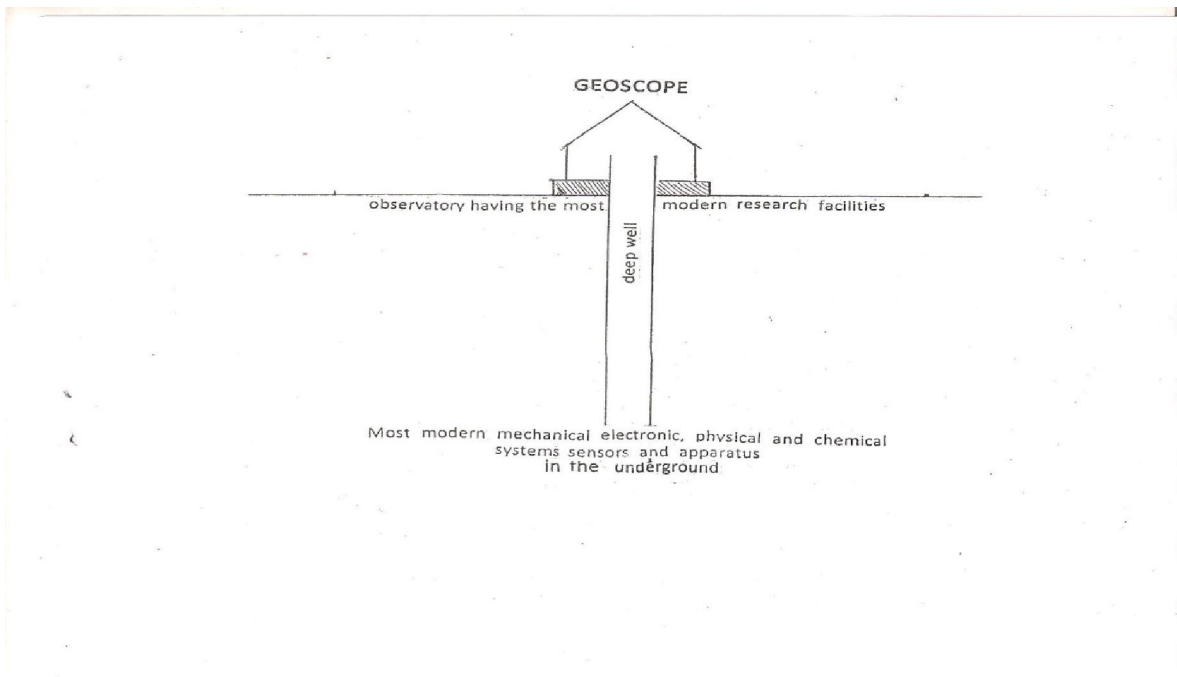 GEOSCOPE
observatory having the most modern research facilities
deep well
Most modern mechanical electronic, physical and chemical
systems sensors and apparatus
in the underground